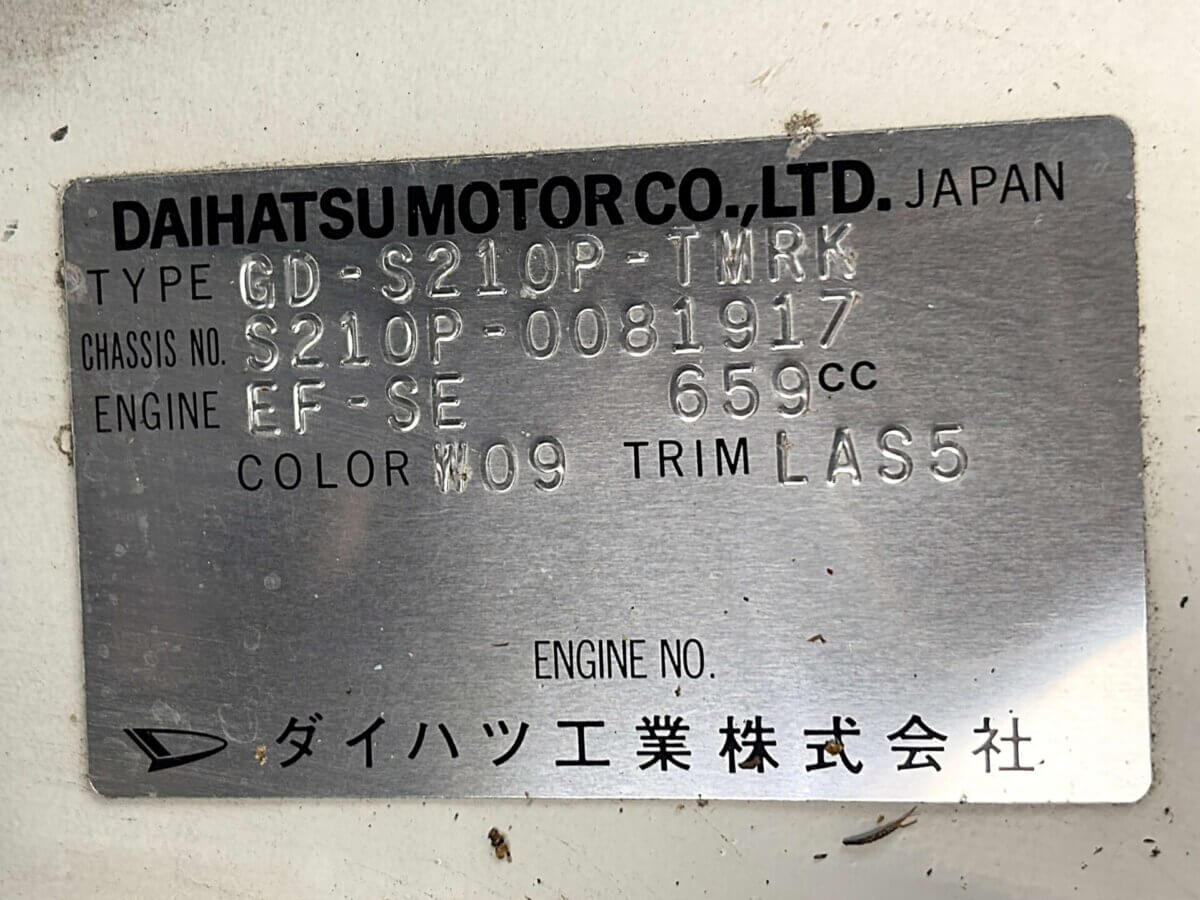 DAIHATSU MOTOR CO.,LTD. JAPAN
TYPE GD-S210P-TMRK
CHASSIS NO. S210P-0081917
ENGINE EF-SE 659CC
COLOR W09 TRIM LAS5
ENGINE NO.
ダイハツ工業株式会社